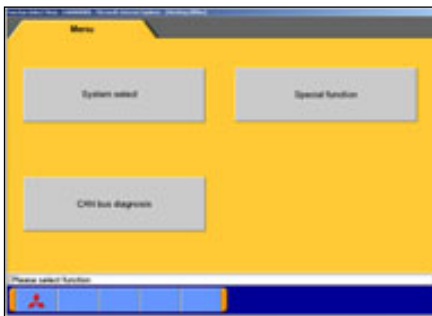 Menu
System select
Special function
CAN bus diagnosis
Please select function